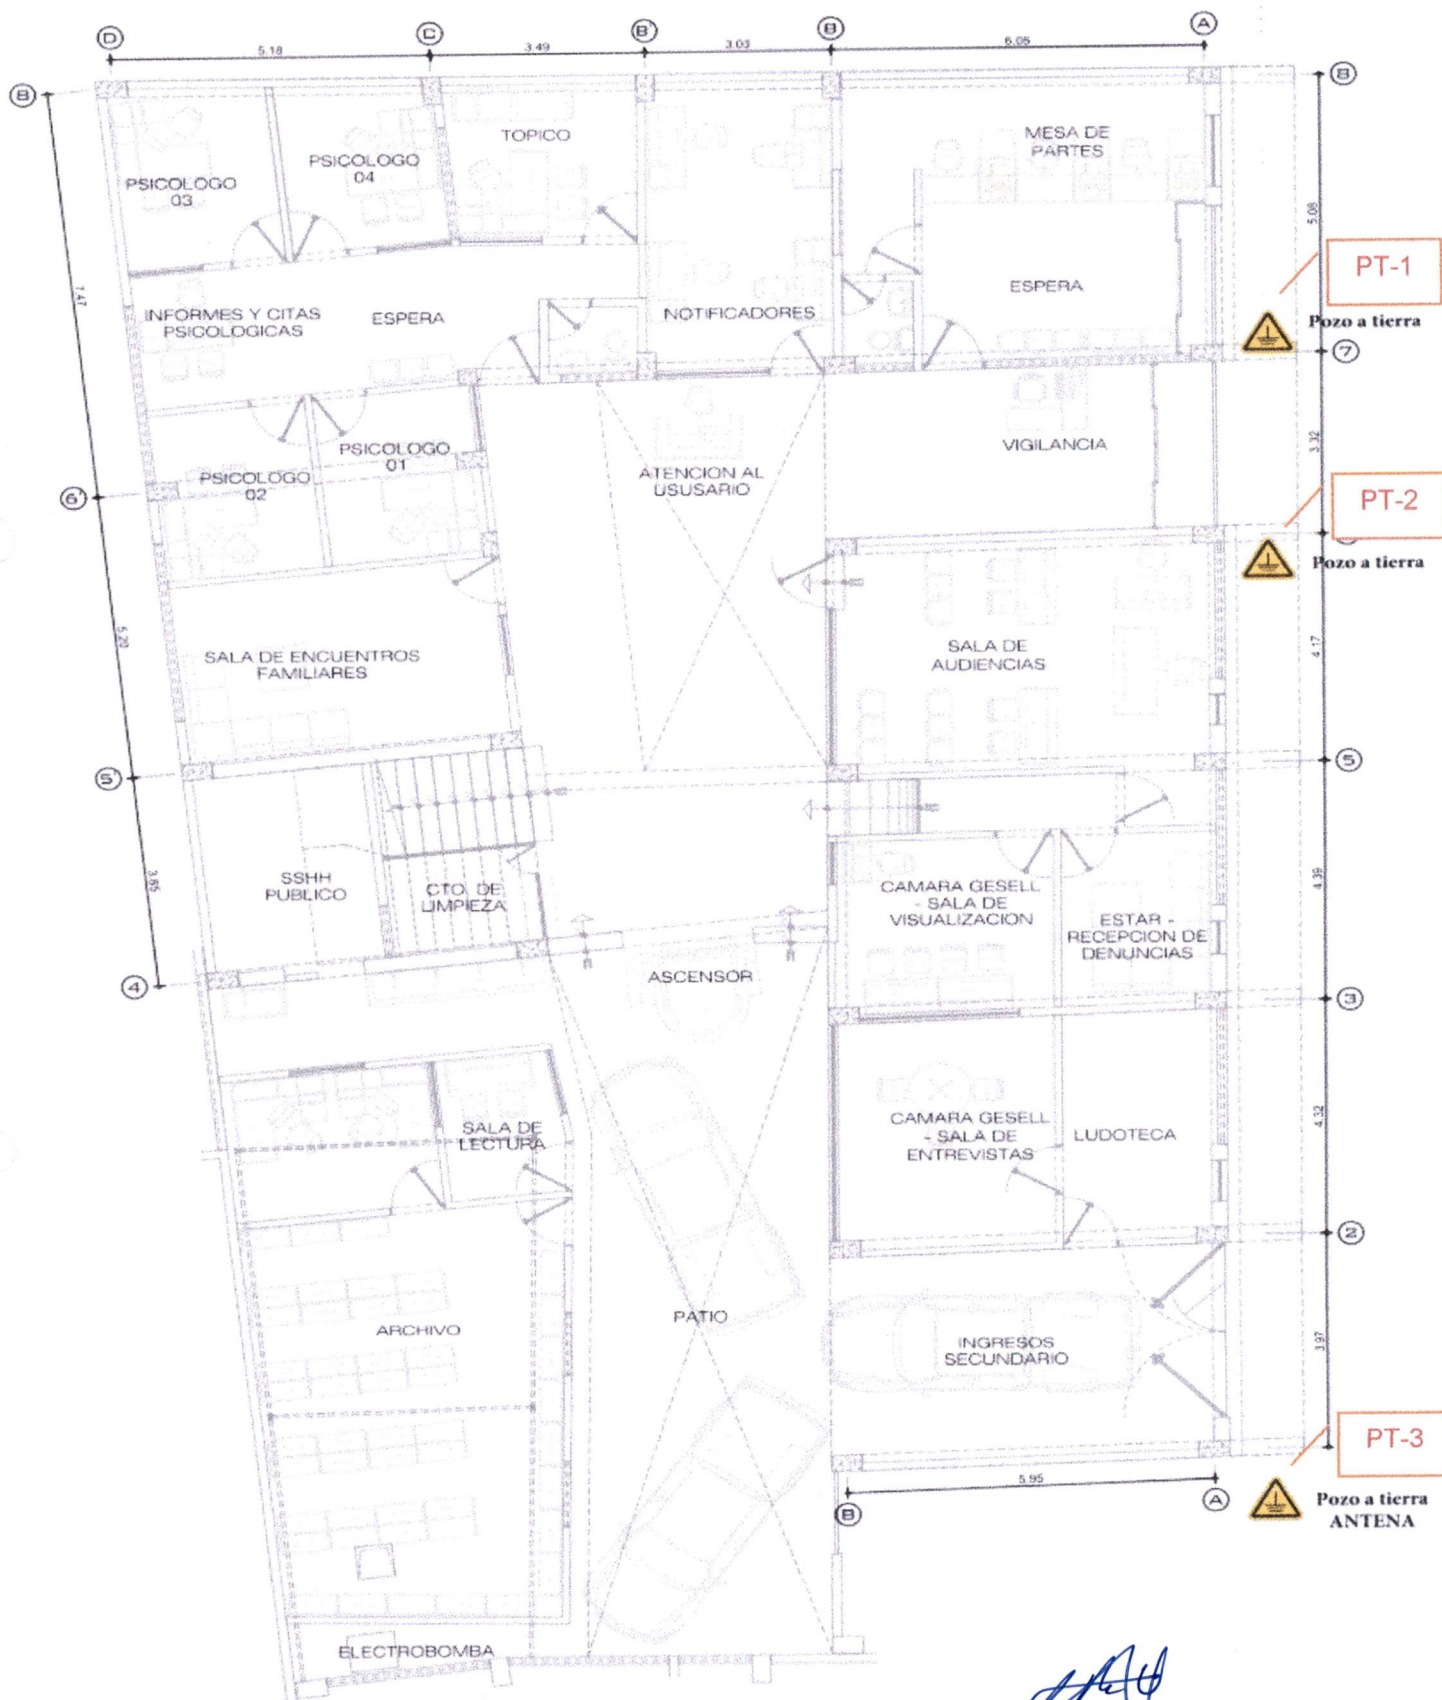 D
C
B'
B
A
5.18
3.49
3.03
6.05
8
8
TOPICO
MESA DE
PARTES
PSICOLOGO
04
PSICOLOGO
03
5.08
7.47
PT-1
INFORMES Y CITAS
PSICOLOGICAS
ESPERA
NOTIFICADORES
ESPERA
Pozo a tierra
7
PSICOLOGO
01
PSICOLOGO
02
ATENCION AL
USUSARIO
VIGILANCIA
3.32
6'
PT-2
Pozo a tierra
SALA DE ENCUENTROS
FAMILIARES
SALA DE
AUDIENCIAS
5.20
4.17
5'
5
SSHH
PUBLICO
CTO. DE
LIMPIEZA
CAMARA GESELL
- SALA DE
VISUALIZACION
ESTAR -
RECEPCION DE
DENUNCIAS
3.85
4.39
ASCENSOR
4
3
SALA DE
LECTURA
CAMARA GESELL
- SALA DE
ENTREVISTAS
LUDOTECA
4.32
2
ARCHIVO
PATIO
INGRESOS
SECUNDARIO
3.97
PT-3
5.95
B
A
Pozo a tierra
ANTENA
ELECTROBOMBA